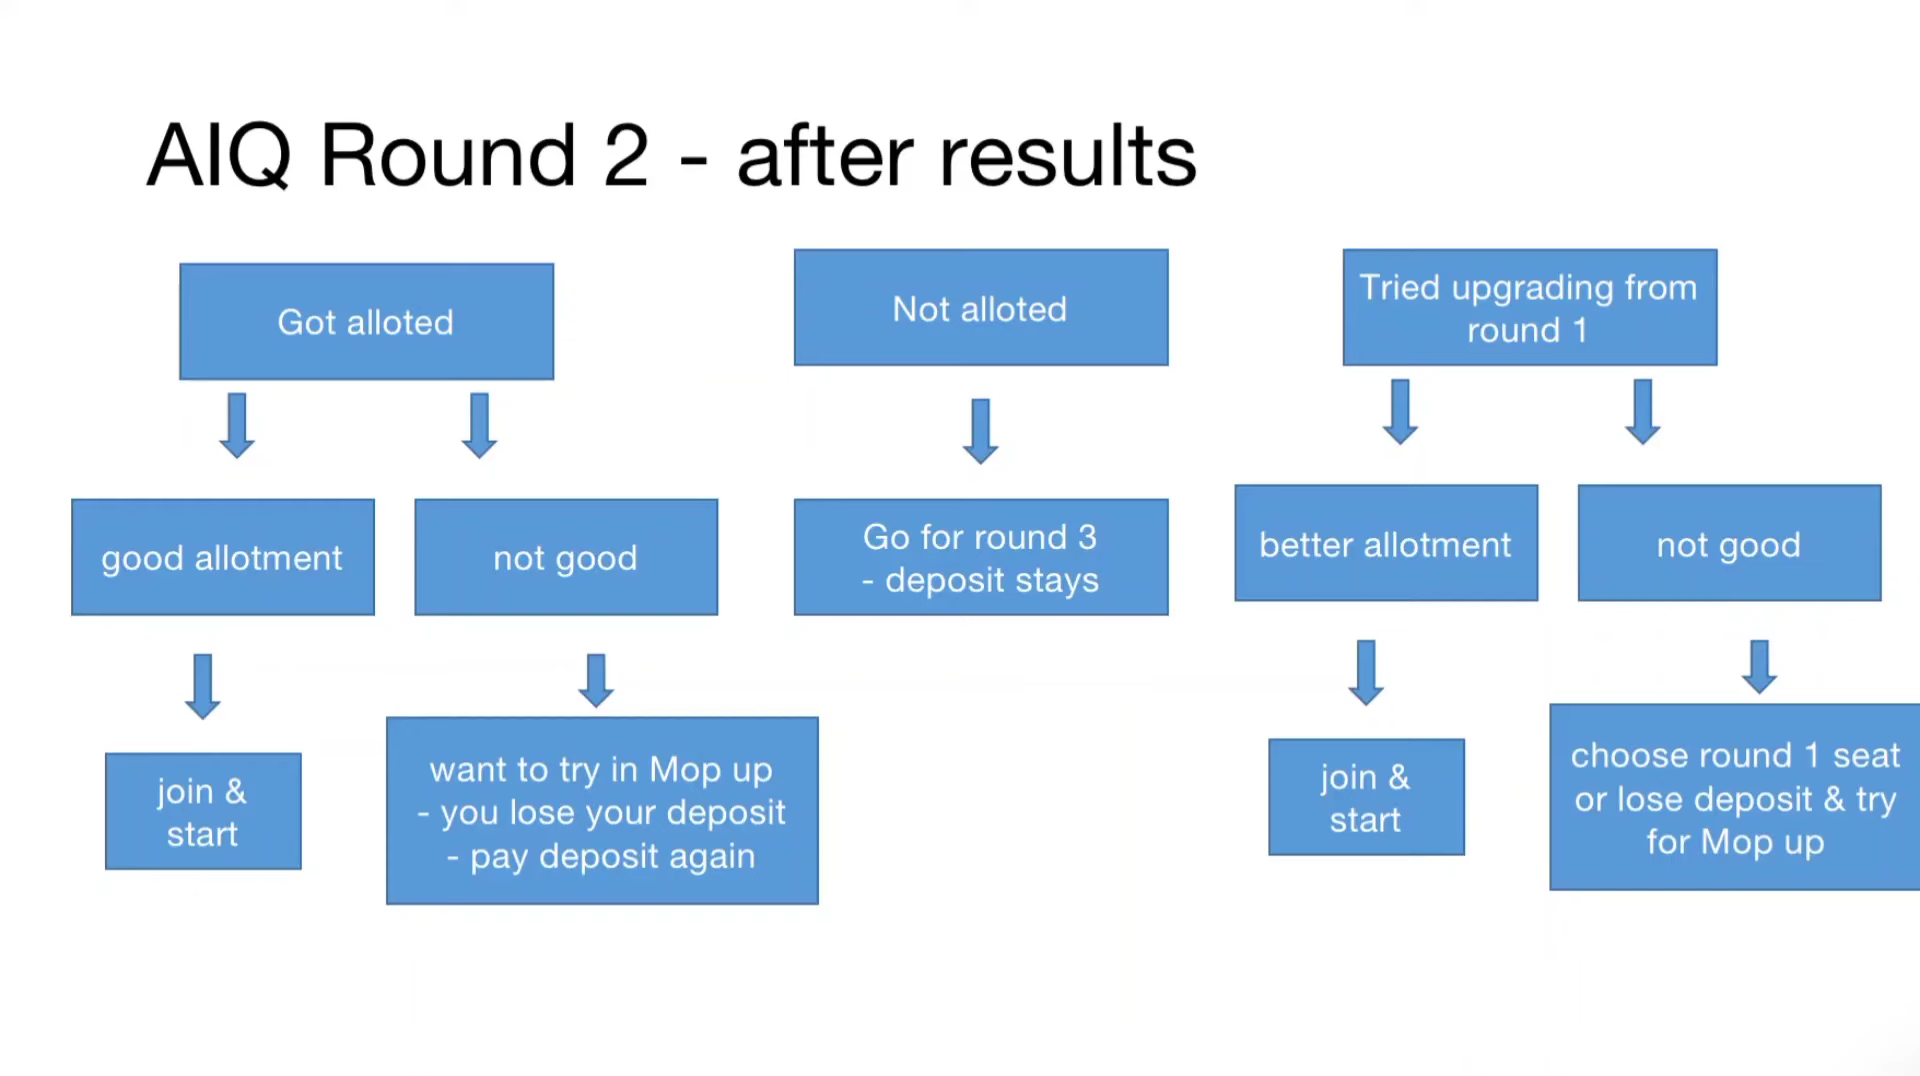 AIQ Round 2 - after results
Got alloted
Not alloted
Tried upgrading from
round 1
good allotment
not good
Go for round 3
- deposit stays
better allotment
not good
join &
start
want to try in Mop up
- you lose your deposit
- pay deposit again
join &
start
choose round 1 seat
or lose deposit & try
for Mop up